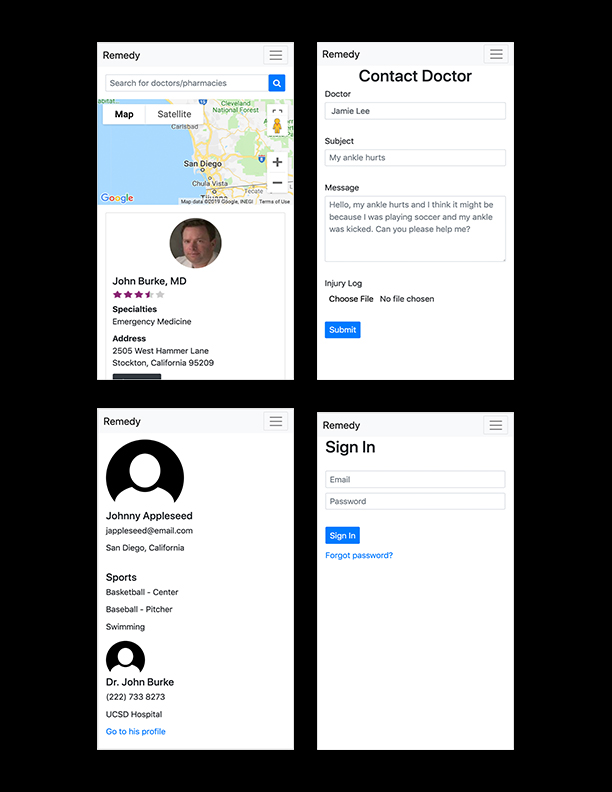 Remedy
Search for doctors/pharmacies
Map Satellite
Cleveland
National Forest
Carlsbad
San Diego
Chula Vista
Tecate
Google
Map data ©2019 Google, INEGI Terms of Use
John Burke, MD
Specialties
Emergency Medicine
Address
2505 West Hammer Lane
Stockton, California 95209
Remedy
Contact Doctor
Doctor
Jamie Lee
Subject
My ankle hurts
Message
Hello, my ankle hurts and I think it might be
because I was playing soccer and my ankle
was kicked. Can you please help me?
Injury Log
Choose File No file chosen
Submit
Remedy
Johnny Appleseed
jappleseed@email.com
San Diego, California
Sports
Basketball - Center
Baseball - Pitcher
Swimming
Dr. John Burke
(222) 733 8273
UCSD Hospital
Go to his profile
Remedy
Sign In
Email
Password
Sign In
Forgot password?